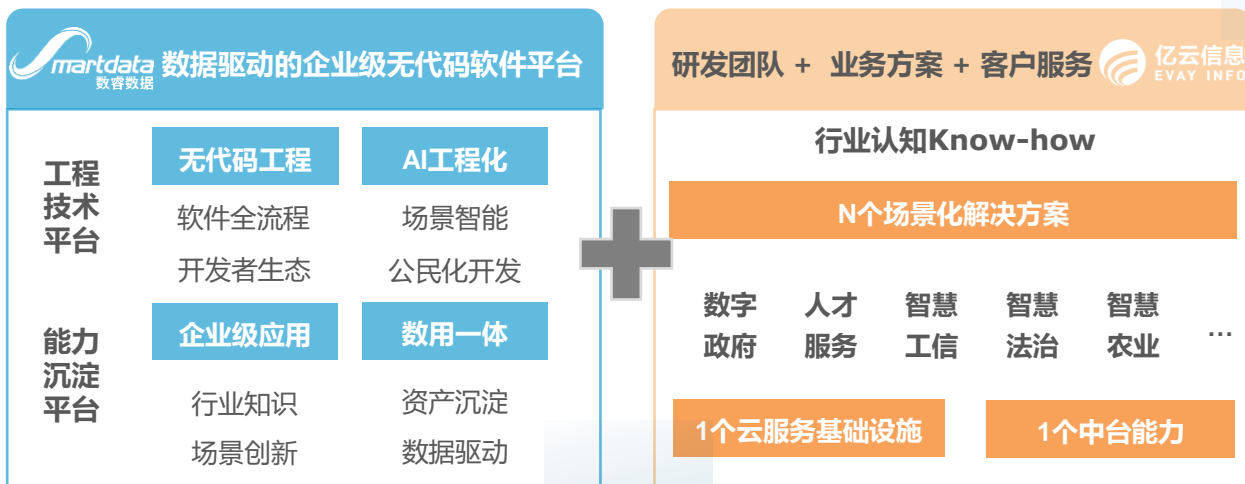 Smartdata
数睿数据
数据驱动的企业级无代码软件平台
工程
技术
平台
无代码工程
AI工程化
软件全流程
场景智能
开发者生态
公民化开发
能力
沉淀
平台
企业级应用
数用一体
行业知识
资产沉淀
场景创新
数据驱动
研发团队 + 业务方案 + 客户服务
亿云信息
EVAY INFO
行业认知Know-how
N个场景化解决方案
数字
政府
人才
服务
智慧
工信
智慧
法治
智慧
农业
...
1个云服务基础设施
1个中台能力